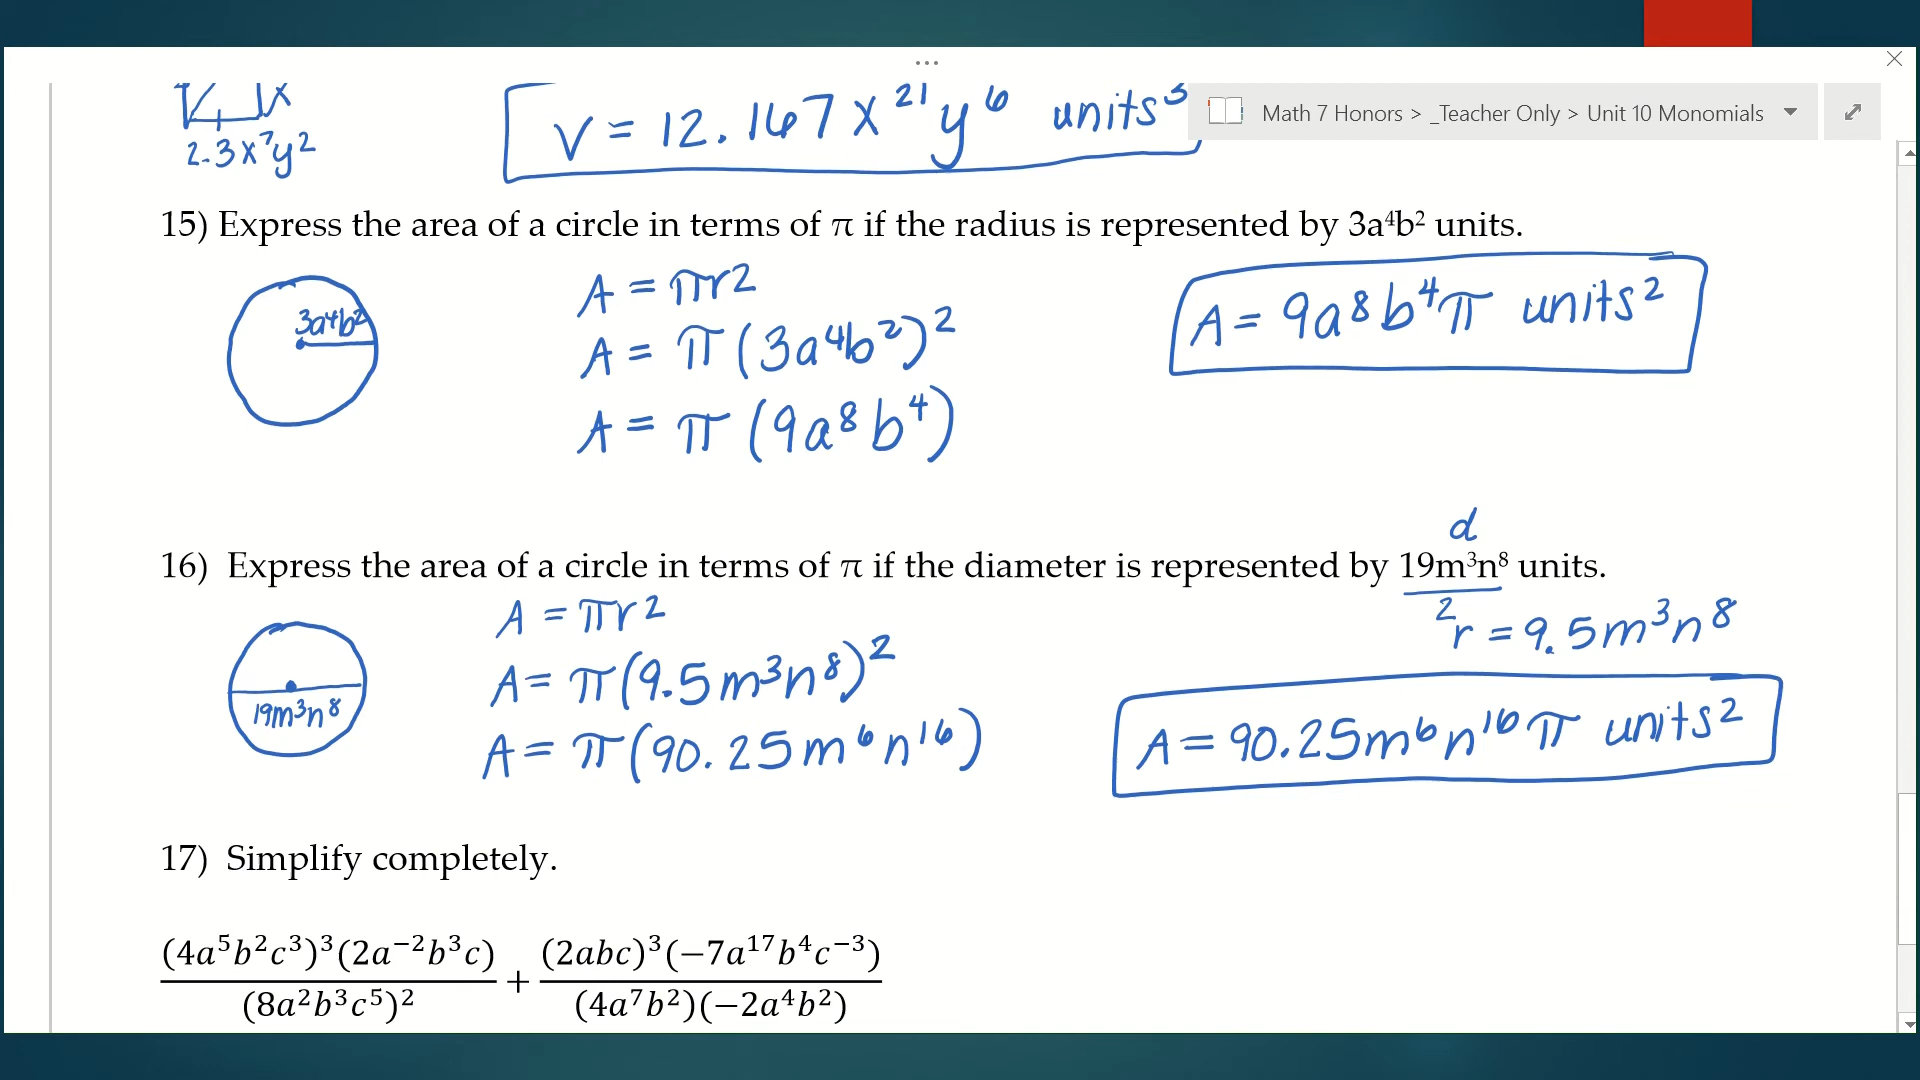 Math 7 Honors > _Teacher Only > Unit 10 Monomials
2.3x⁷y²
V = 12.167x²¹y⁶ units³
15) Express the area of a circle in terms of π if the radius is represented by 3a⁴b² units.
3a⁴b²
A = πr²
A = π(3a⁴b²)²
A = π(9a⁸b⁴)
A = 9a⁸b⁴π units²
d
16) Express the area of a circle in terms of π if the diameter is represented by 19m³n⁸ units.
2
r = 9.5m³n⁸
19m³n⁸
A = πr²
A = π(9.5m³n⁸)²
A = π(90.25m⁶n¹⁶)
A = 90.25m⁶n¹⁶π units²
17) Simplify completely.
(4a⁵b²c³)³(2a⁻²b³c) + (2abc)³(−7a¹⁷b⁴c⁻³)
(8a²b³c⁵)² (4a⁷b²)(−2a⁴b²)